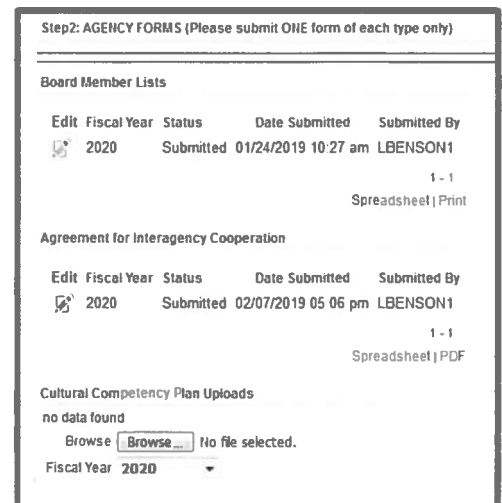 Step2: AGENCY FORMS (Please submit ONE form of each type only)
Board Member Lists
Edit Fiscal Year Status Date Submitted Submitted By
2020 Submitted 01/24/2019 10:27 am LBENSON1
1 - 1
Spreadsheet | Print
Agreement for Interagency Cooperation
Edit Fiscal Year Status Date Submitted Submitted By
2020 Submitted 02/07/2019 05 06 pm LBENSON1
1 - 1
Spreadsheet | PDF
Cultural Competency Plan Uploads
no data found
Browse Browse... No file selected.
Fiscal Year 2020